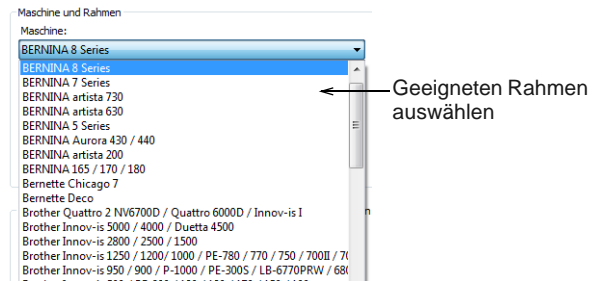 Maschine und Rahmen
Maschine:
BERNINA 8 Series
BERNINA 8 Series
BERNINA 7 Series
BERNINA artista 730
BERNINA artista 630
BERNINA 5 Series
BERNINA Aurora 430 / 440
BERNINA artista 200
BERNINA 165 / 170 / 180
Bernette Chicago 7
Bernette Deco
Brother Quattro 2 NV6700D / Quattro 6000D / Innov-is I
Brother Innov-is 5000 / 4000 / Duetta 4500
Brother Innov-is 2800 / 2500 / 1500
Brother Innov-is 1250 / 1200/ 1000 / PE-780 / 770 / 750 / 700II / 70
Brother Innov-is 950 / 900 / P-1000 / PE-300S / LB-6770PRW / 680
Geeigneten Rahmen
auswählen